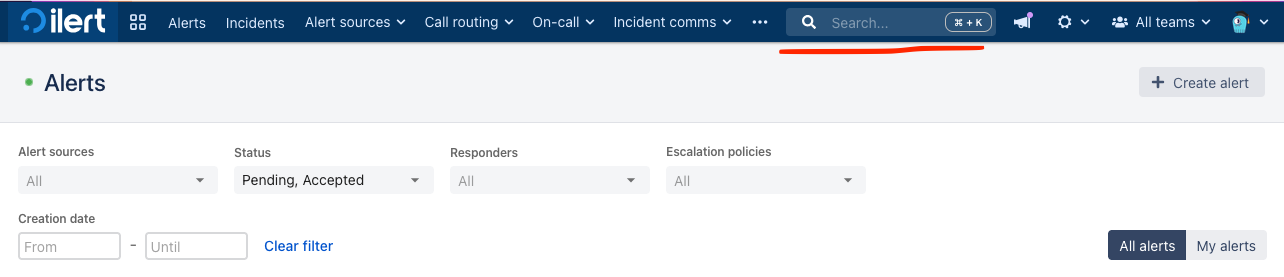 ilert Alerts Incidents Alert sources Call routing On-call Incident comms ••• Search... ⌘ + K All teams
Alerts + Create alert
Alert sources Status Responders Escalation policies
All Pending, Accepted All All
Creation date
From - Until Clear filter All alerts My alerts